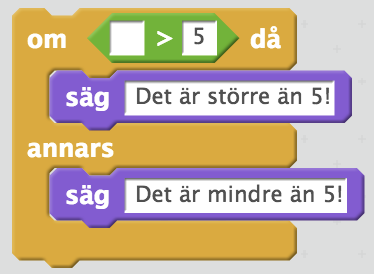 om > 5 då
säg Det är större än 5!
annars
säg Det är mindre än 5!